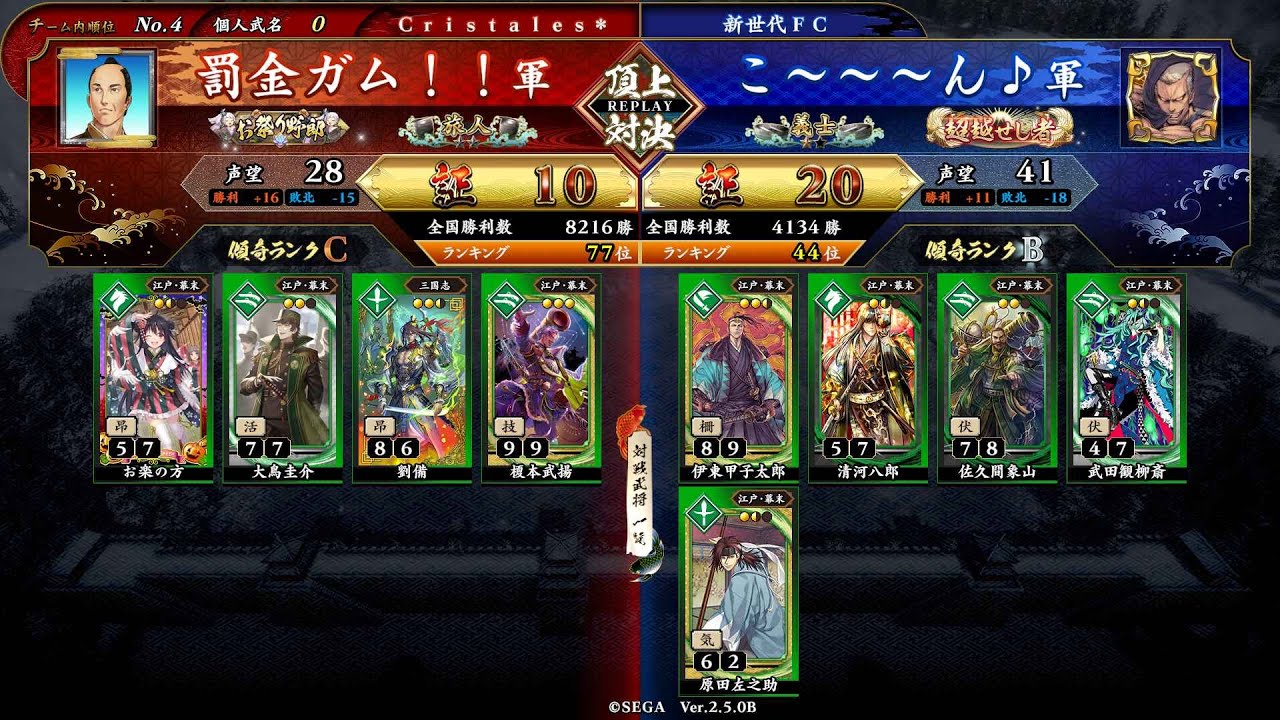 チーム内順位 No.4 個人武名 0 Cristales* 新世代FC
罰金ガム!!軍 頂上 REPLAY 対決 こ〜〜〜ん♪軍
お祭り野郎 旅人 義士 超越せし者
声望 28 証 10 証 20 声望 41
勝利 +16 敗北 -15 勝利 +11 敗北 -18
全国勝利数 8216勝 全国勝利数 4134勝
傾奇ランクC ランキング 77位 ランキング 44位 傾奇ランクB
江戸・幕末 江戸・幕末 三国志 江戸・幕末 江戸・幕末 江戸・幕末 江戸・幕末 江戸・幕末
昂 活 昂 技 柵 伏 伏
5 7 7 7 8 6 9 9 8 9 5 7 7 8 4 7
お楽の方 大鳥圭介 劉備 榎本武揚 伊東甲子太郎 清河八郎 佐久間象山 武田観柳斎
対戦武将一覧
江戸・幕末
気
6 2
原田左之助
©SEGA Ver.2.5.0B